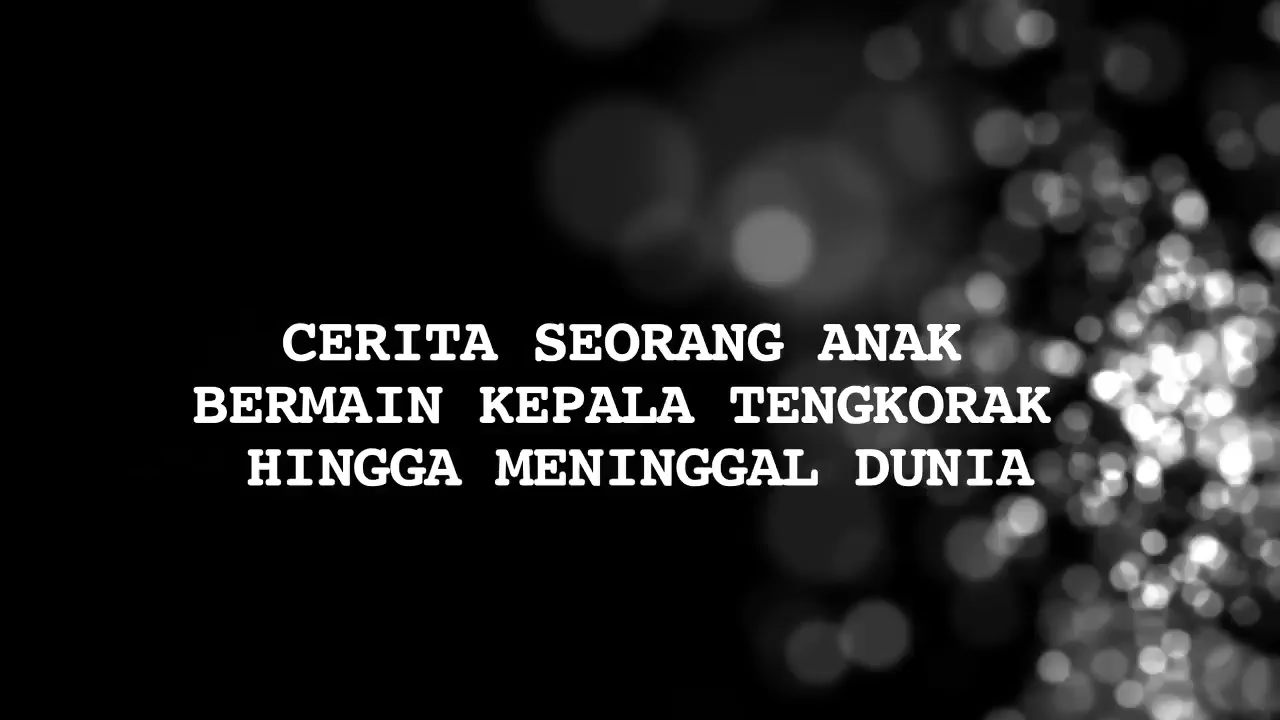 CERITA SEORANG ANAK
BERMAIN KEPALA TENGKORAK
HINGGA MENINGGAL DUNIA